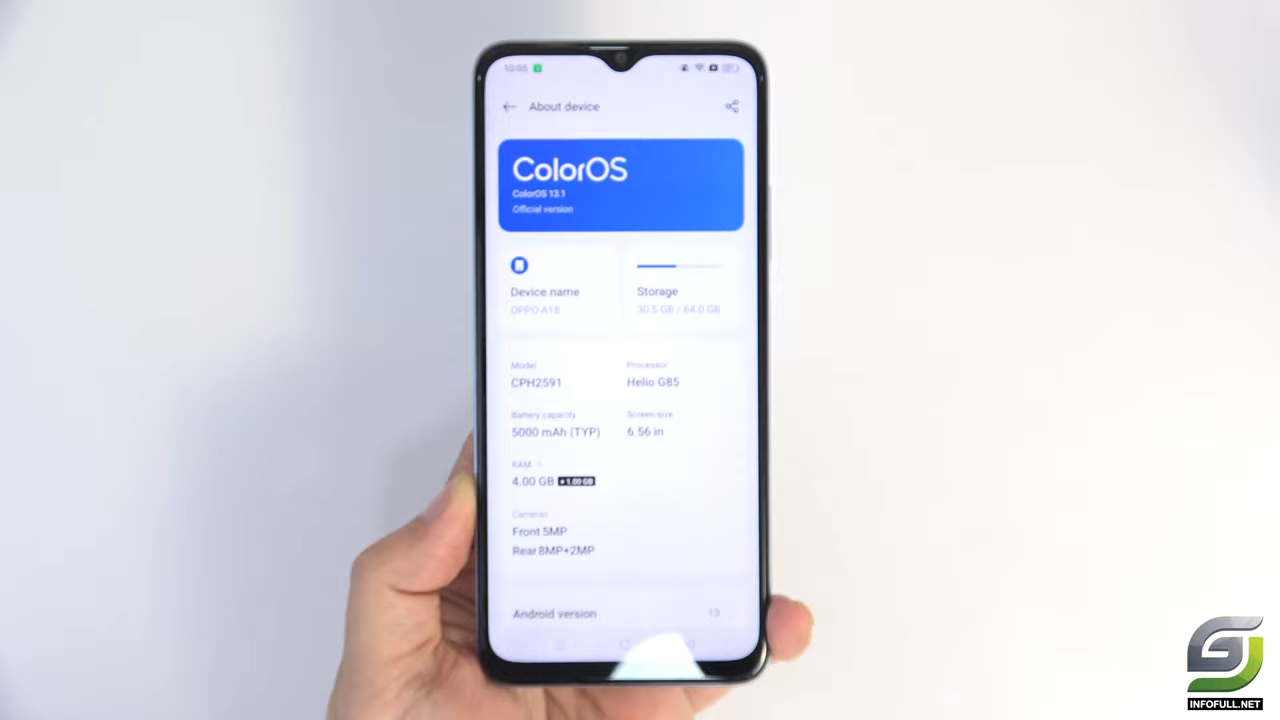 10:05
About device
ColorOS
ColorOS 13.1
Official version
Device name
OPPO A18
Storage
30.5 GB / 64.0 GB
Model
CPH2591
Processor
Helio G85
Battery capacity
5000 mAh (TYP)
Screen size
6.56 in
RAM
4.00 GB +1.00 GB
Cameras
Front 5MP
Rear 8MP+2MP
Android version
13
INFOFULL.NET